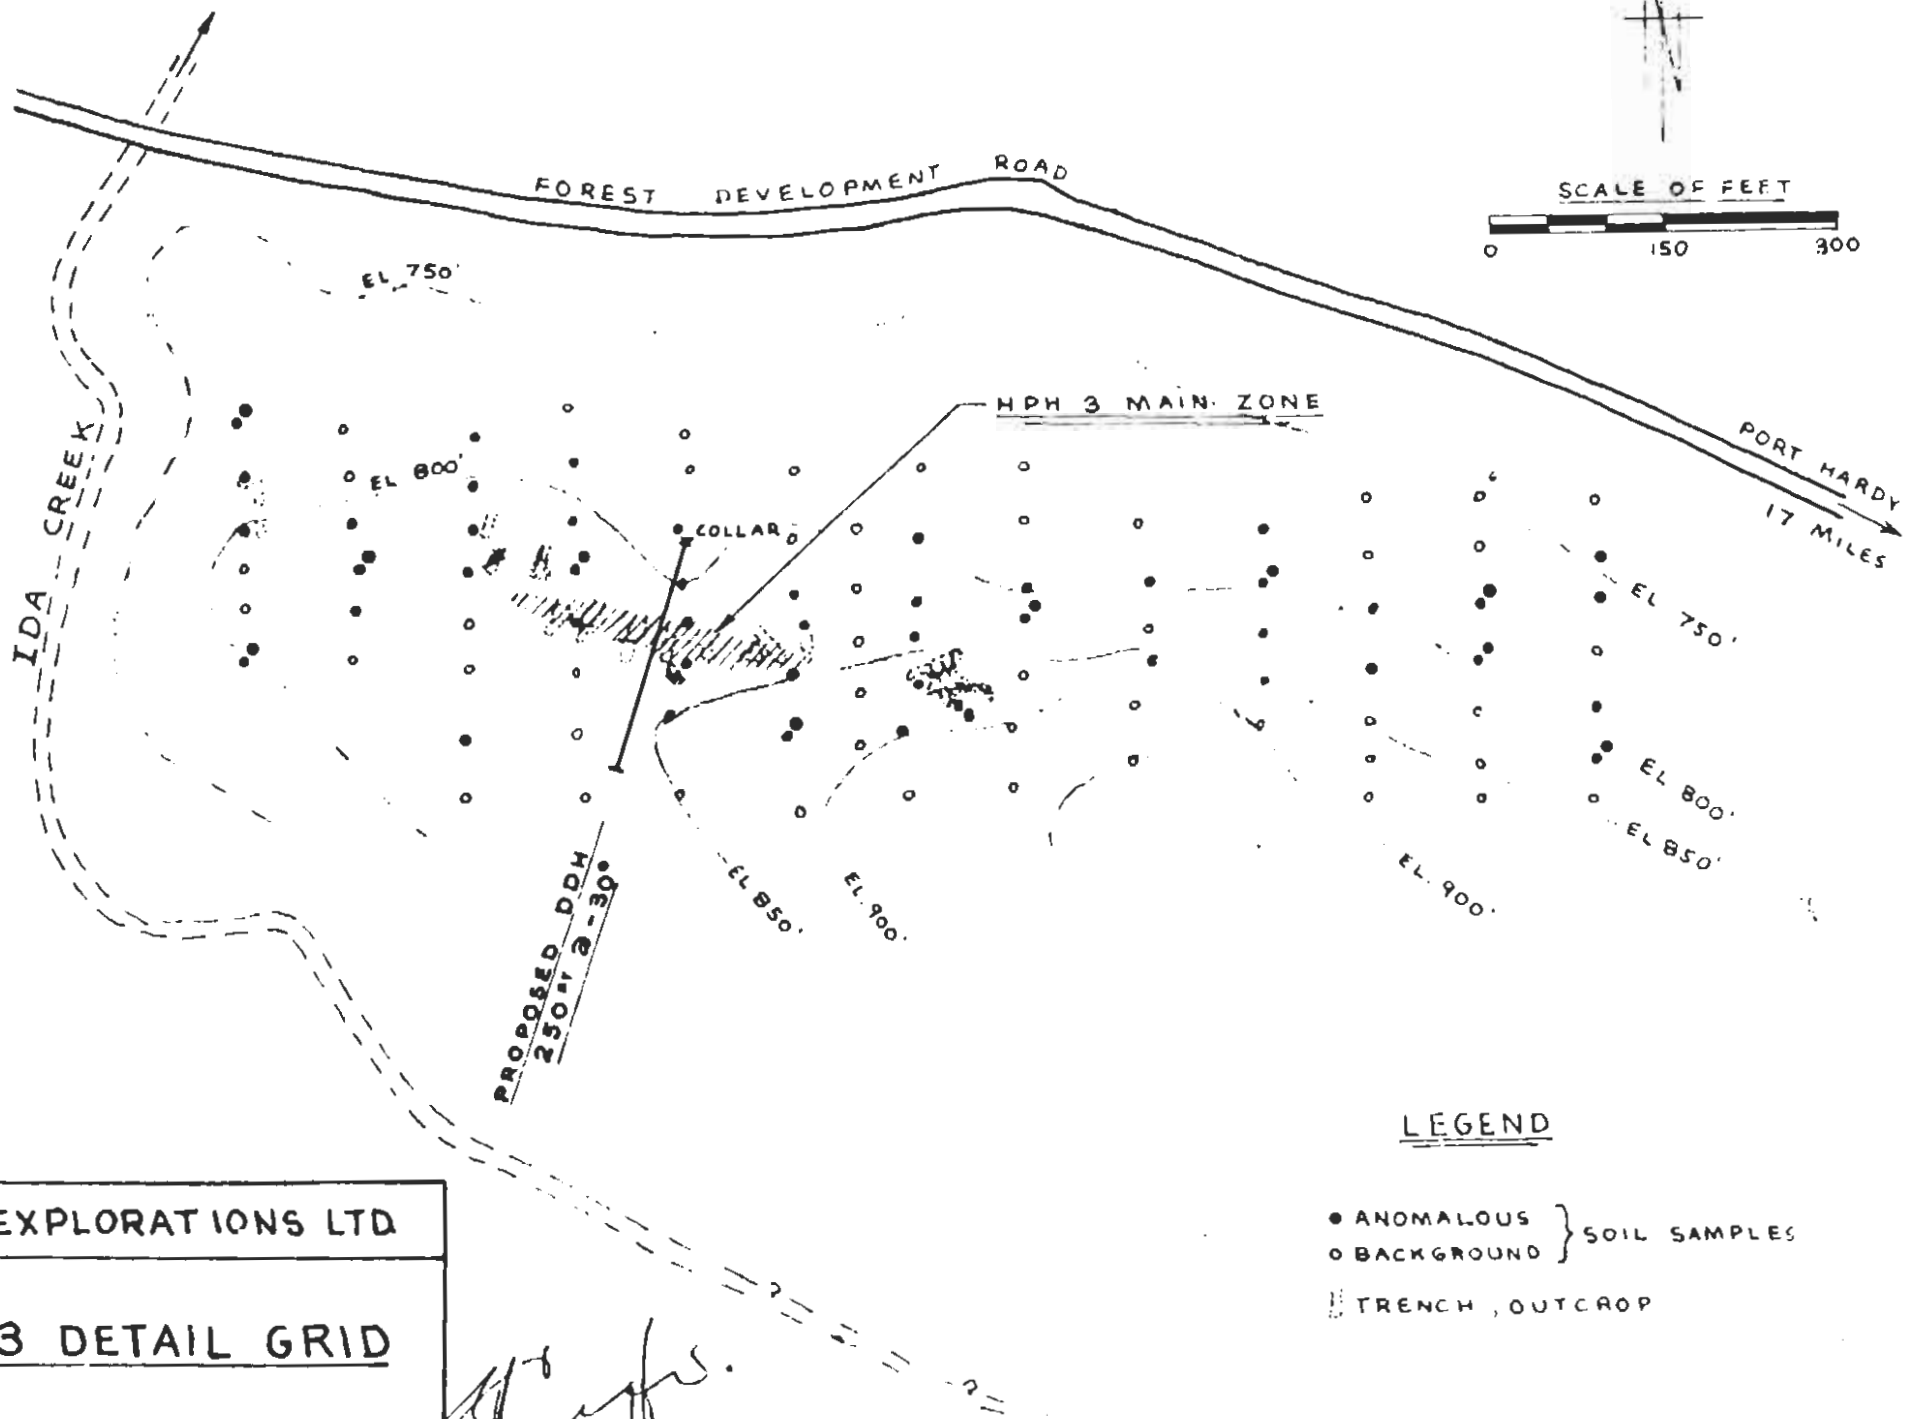 FOREST DEVELOPMENT ROAD
SCALE OF FEET
0 150 300
EL. 750'
HPH 3 MAIN ZONE
PORT HARDY
17 MILES
IDA CREEK
EL 800'
COLLAR
EL 750'
EL 800'
EL 850'
EL 850'
EL. 900.
EL. 900.
PROPOSED DDH
250 @ -30°
LEGEND
ANOMALOUS
BACKGROUND
SOIL SAMPLES
TRENCH, OUTCROP
EXPLORATIONS LTD
3 DETAIL GRID